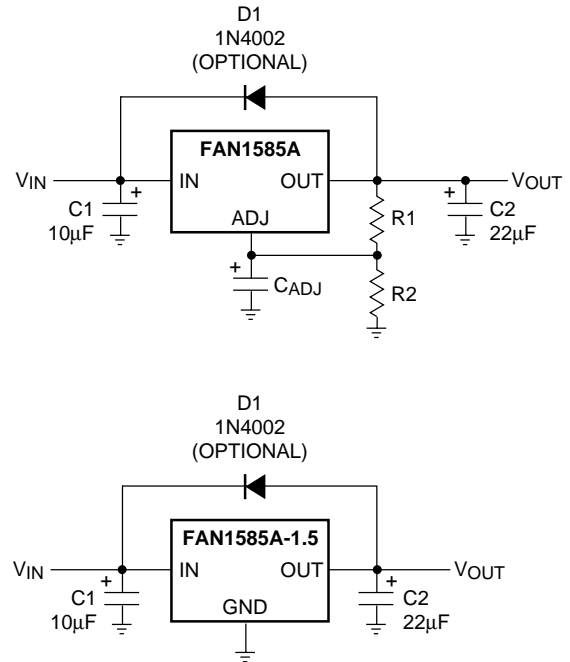 D1
1N4002
(OPTIONAL)
FAN1585A
VIN
+
IN
OUT
+
VOUT
C1
10μF
ADJ
R1
C2
22μF
+
CADJ
R2
D1
1N4002
(OPTIONAL)
FAN1585A-1.5
VIN
+
IN
OUT
+
VOUT
C1
10μF
GND
C2
22μF